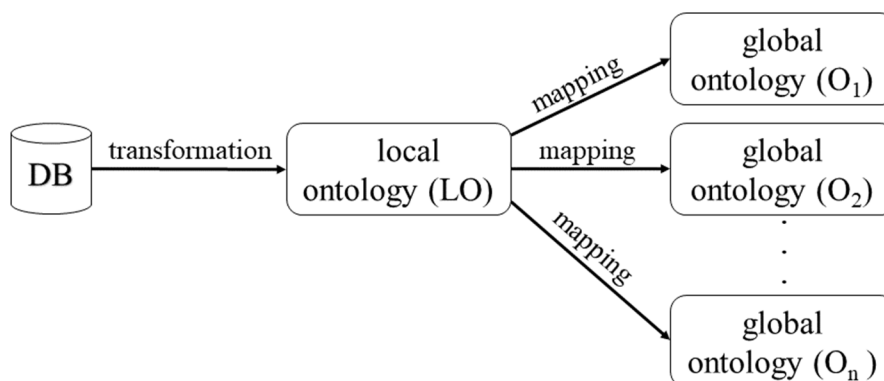 DB
transformation
local
ontology (LO)
mapping
global
ontology (O₁)
mapping
global
ontology (O₂)
.
.
.
mapping
global
ontology (Oₙ )